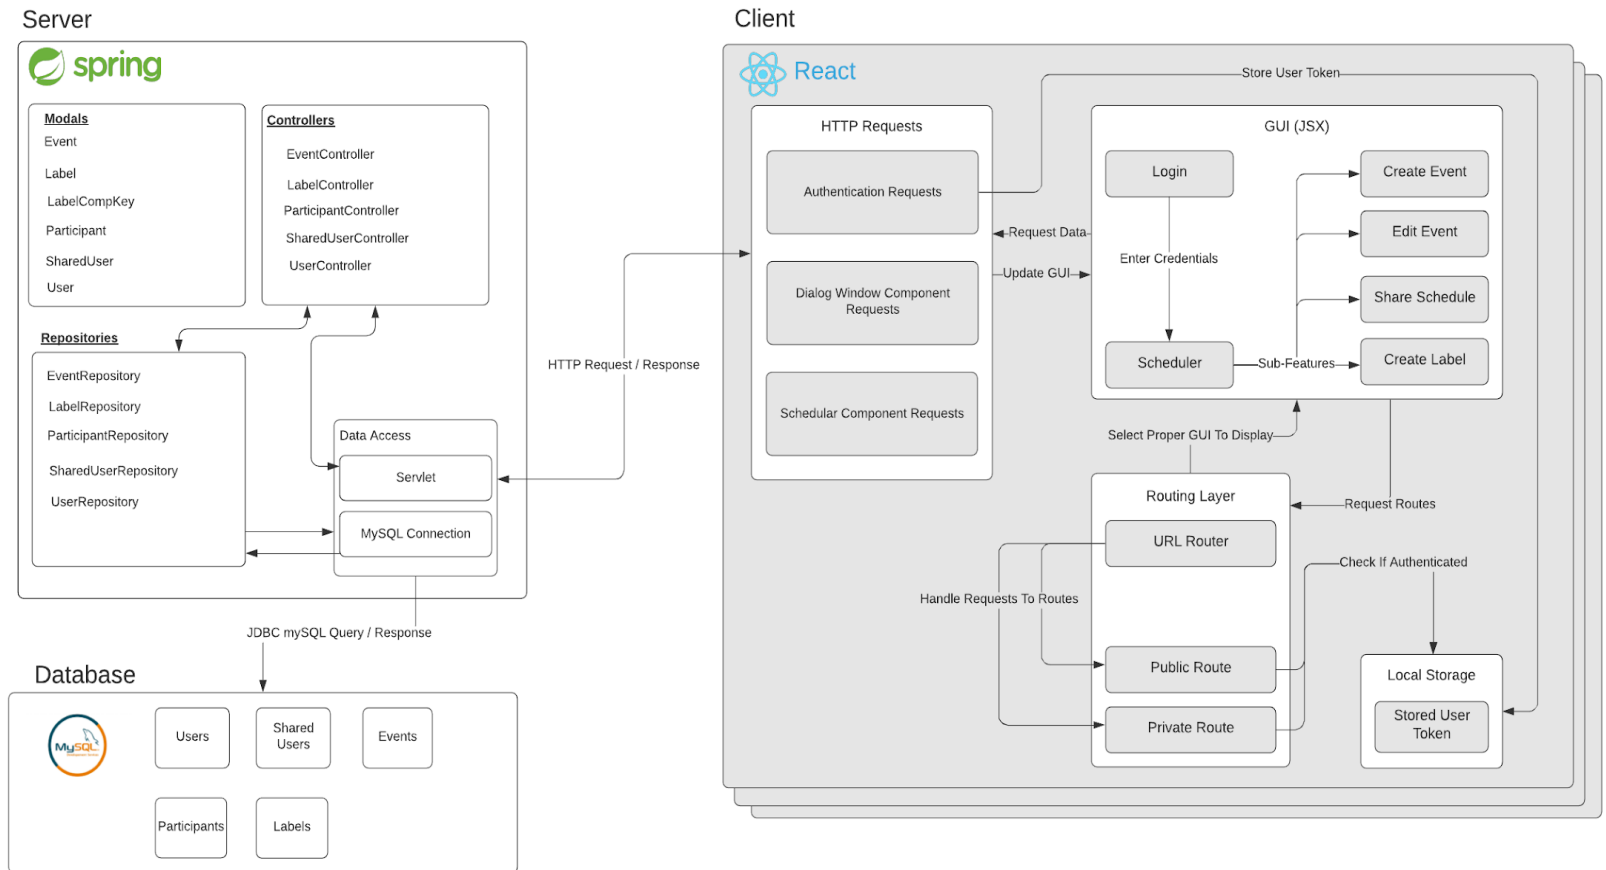 Server
spring
Modals
Event
Label
LabelCompKey
Participant
SharedUser
User
Controllers
EventController
LabelController
ParticipantController
SharedUserController
UserController
Repositories
EventRepository
LabelRepository
ParticipantRepository
SharedUserRepository
UserRepository
Data Access
Servlet
MySQL Connection
HTTP Request / Response
JDBC mySQL Query / Response
Database
MySQL
Users
Shared
Users
Events
Participants
Labels
Client
React
Store User Token
HTTP Requests
Authentication Requests
Dialog Window Component
Requests
Schedular Component Requests
Request Data
Update GUI
GUI (JSX)
Login
Enter Credentials
Scheduler
Sub-Features
Create Event
Edit Event
Share Schedule
Create Label
Select Proper GUI To Display
Request Routes
Routing Layer
URL Router
Handle Requests To Routes
Public Route
Private Route
Check If Authenticated
Local Storage
Stored User
Token